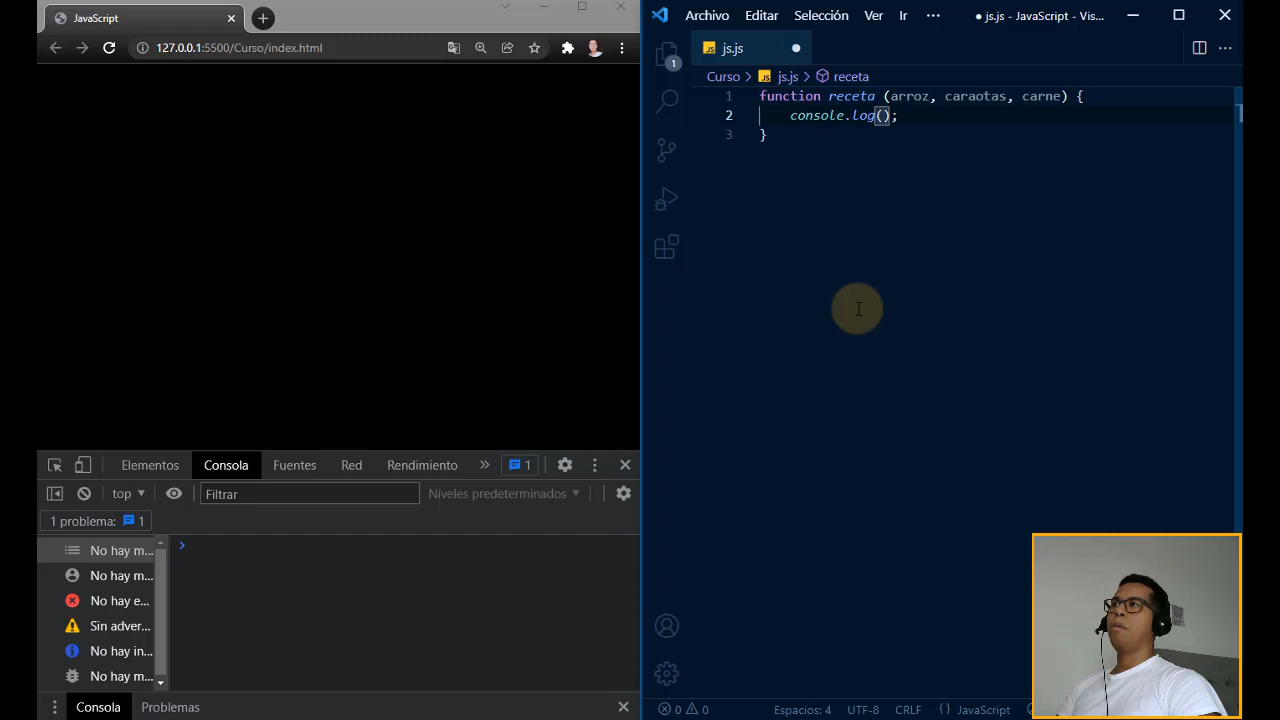 JavaScript
127.0.0.1:5500/Curso/index.html
Elementos
Consola
Fuentes
Red
Rendimiento
1
top
Filtrar
Niveles predeterminados
1 problema:
1
No hay m...
No hay m...
No hay e...
Sin adver...
No hay in...
No hay m...
Consola
Problemas
Archivo
Editar
Selección
Ver
Ir
js.js - JavaScript - Vis...
1
JS js.js
Curso > JS js.js > receta
1 function receta (arroz, caraotas, carne) {
2 console.log();
3 }
0 0
Espacios: 4
UTF-8
CRLF
{} JavaScript